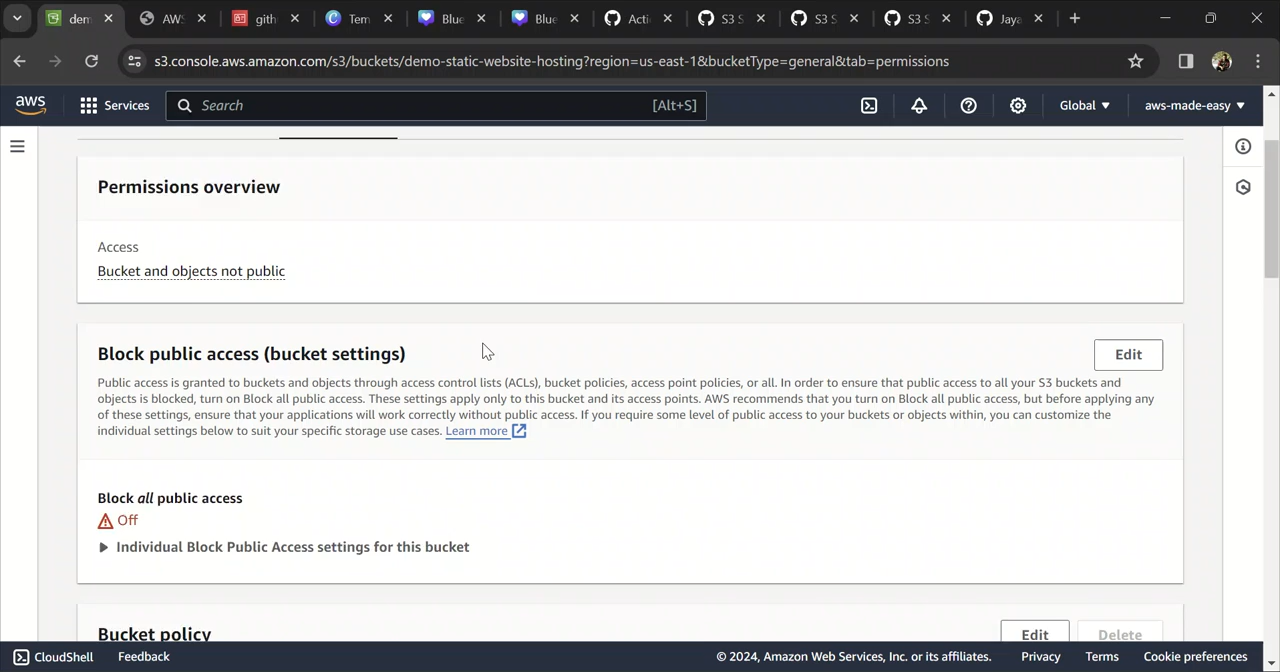 dem
AWS
gith
Tem
Blue
Blue
Acti
S3 S
S3 S
S3 S
Jaya
s3.console.aws.amazon.com/s3/buckets/demo-static-website-hosting?region=us-east-1&bucketType=general&tab=permissions
aws
Services
Search
[Alt+S]
Global
aws-made-easy
Permissions overview
Access
Bucket and objects not public
Block public access (bucket settings)
Edit
Public access is granted to buckets and objects through access control lists (ACLs), bucket policies, access point policies, or all. In order to ensure that public access to all your S3 buckets and
objects is blocked, turn on Block all public access. These settings apply only to this bucket and its access points. AWS recommends that you turn on Block all public access, but before applying any
of these settings, ensure that your applications will work correctly without public access. If you require some level of public access to your buckets or objects within, you can customize the
individual settings below to suit your specific storage use cases. Learn more
Block all public access
Off
Individual Block Public Access settings for this bucket
Bucket policy
Edit
Delete
CloudShell
Feedback
© 2024, Amazon Web Services, Inc. or its affiliates.
Privacy
Terms
Cookie preferences